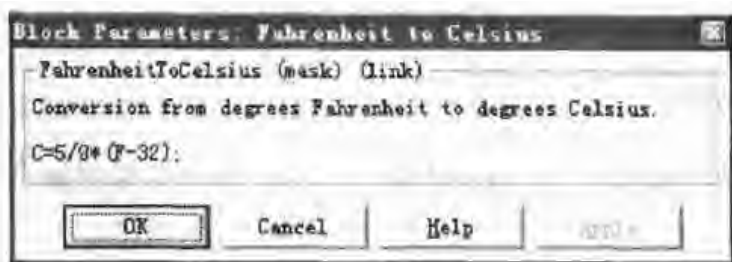 Block Parameters: Fahrenheit to Celsius
FahrenheitToCelsius (mask) (link)
Conversion from degrees Fahrenheit to degrees Celsius.
C=5/9*(F-32);
OK Cancel Help Apply